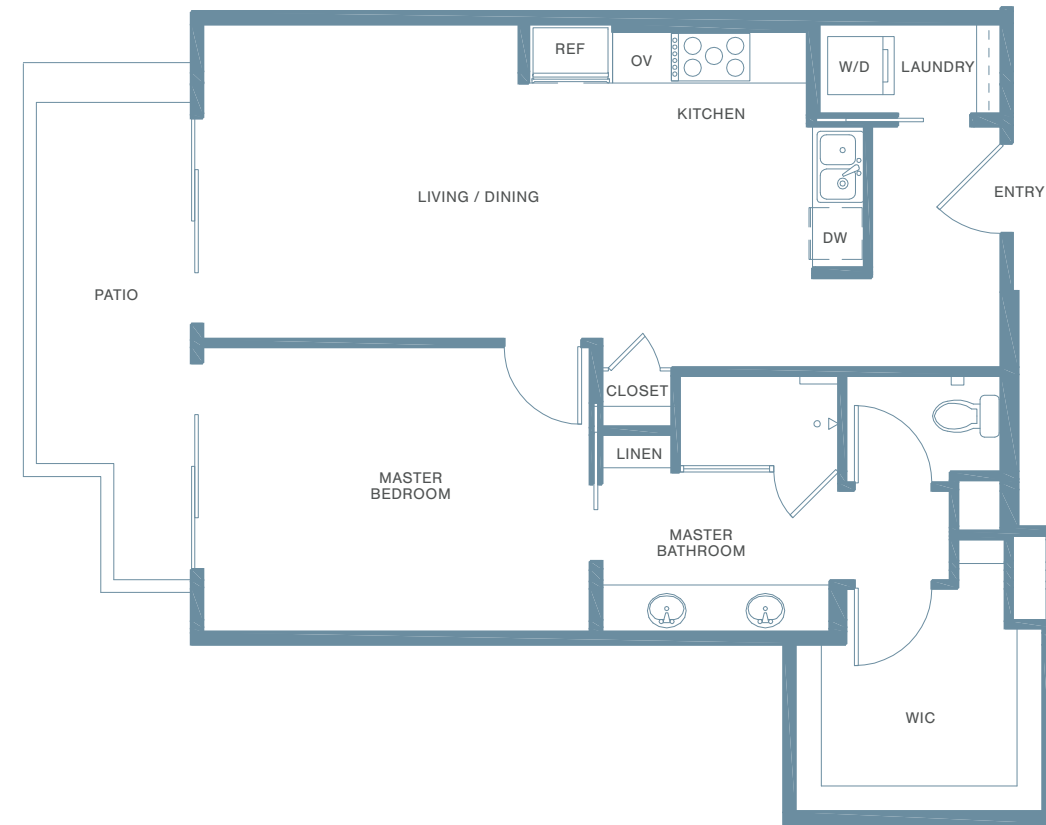 REF
OV
W/D
LAUNDRY
KITCHEN
LIVING / DINING
ENTRY
DW
PATIO
CLOSET
LINEN
MASTER
BEDROOM
MASTER
BATHROOM
WIC